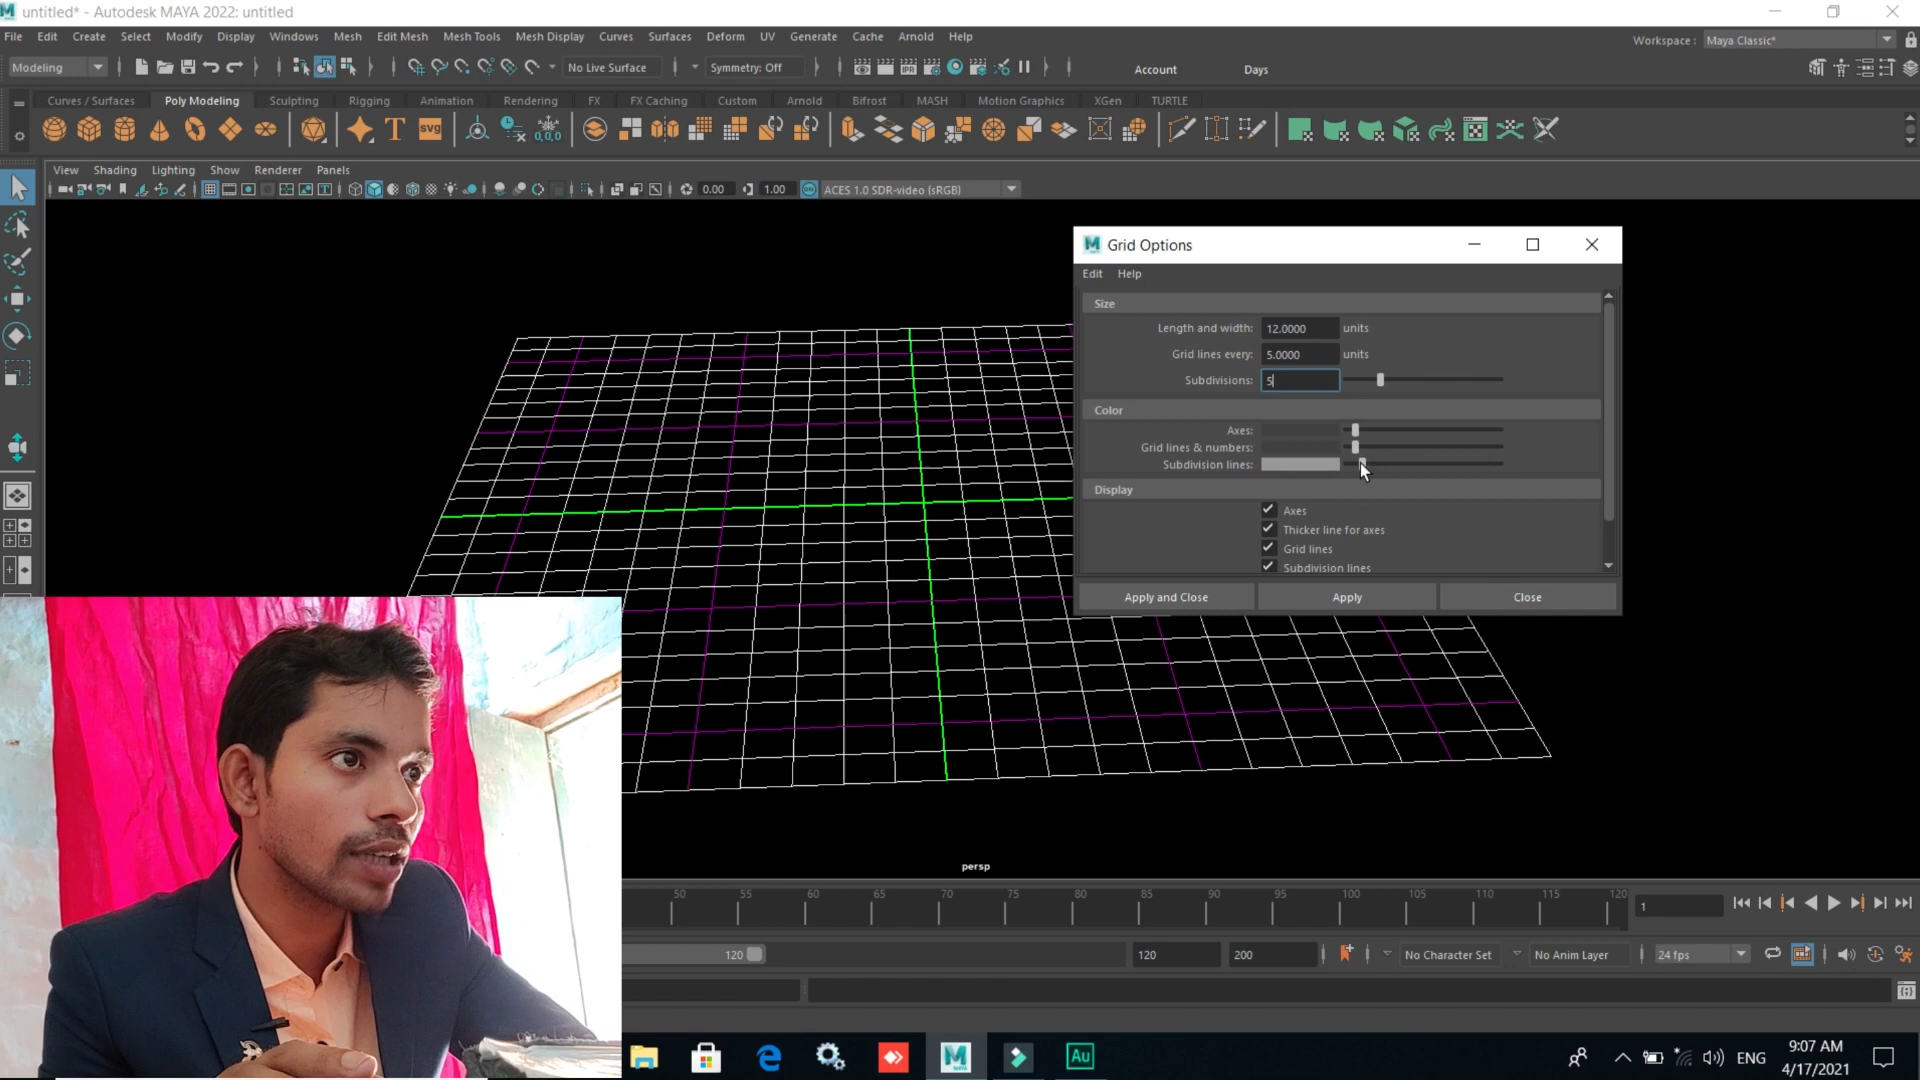 untitled* - Autodesk MAYA 2022: untitled
File Edit Create Select Modify Display Windows Mesh Edit Mesh Mesh Tools Mesh Display Curves Surfaces Deform UV Generate Cache Arnold Help
Workspace : Maya Classic*
Modeling No Live Surface Symmetry: Off Account Days
Curves / Surfaces Poly Modeling Sculpting Rigging Animation Rendering FX FX Caching Custom Arnold Bifrost MASH Motion Graphics XGen TURTLE
T svg 0,0,0
View Shading Lighting Show Renderer Panels
0.00 1.00 ACES 1.0 SDR-video (sRGB)
Grid Options
Edit Help
Size
Length and width: 12.0000 units
Grid lines every: 5.0000 units
Subdivisions: 5
Color
Axes:
Grid lines & numbers:
Subdivision lines:
Display
Axes
Thicker line for axes
Grid lines
Subdivision lines
Apply and Close Apply Close
persp
50 55 60 65 70 75 80 85 90 95 100 105 110 115 120
1
120 120 200 No Character Set No Anim Layer 24 fps
M MAYA Au ENG 9:07 AM
4/17/2021